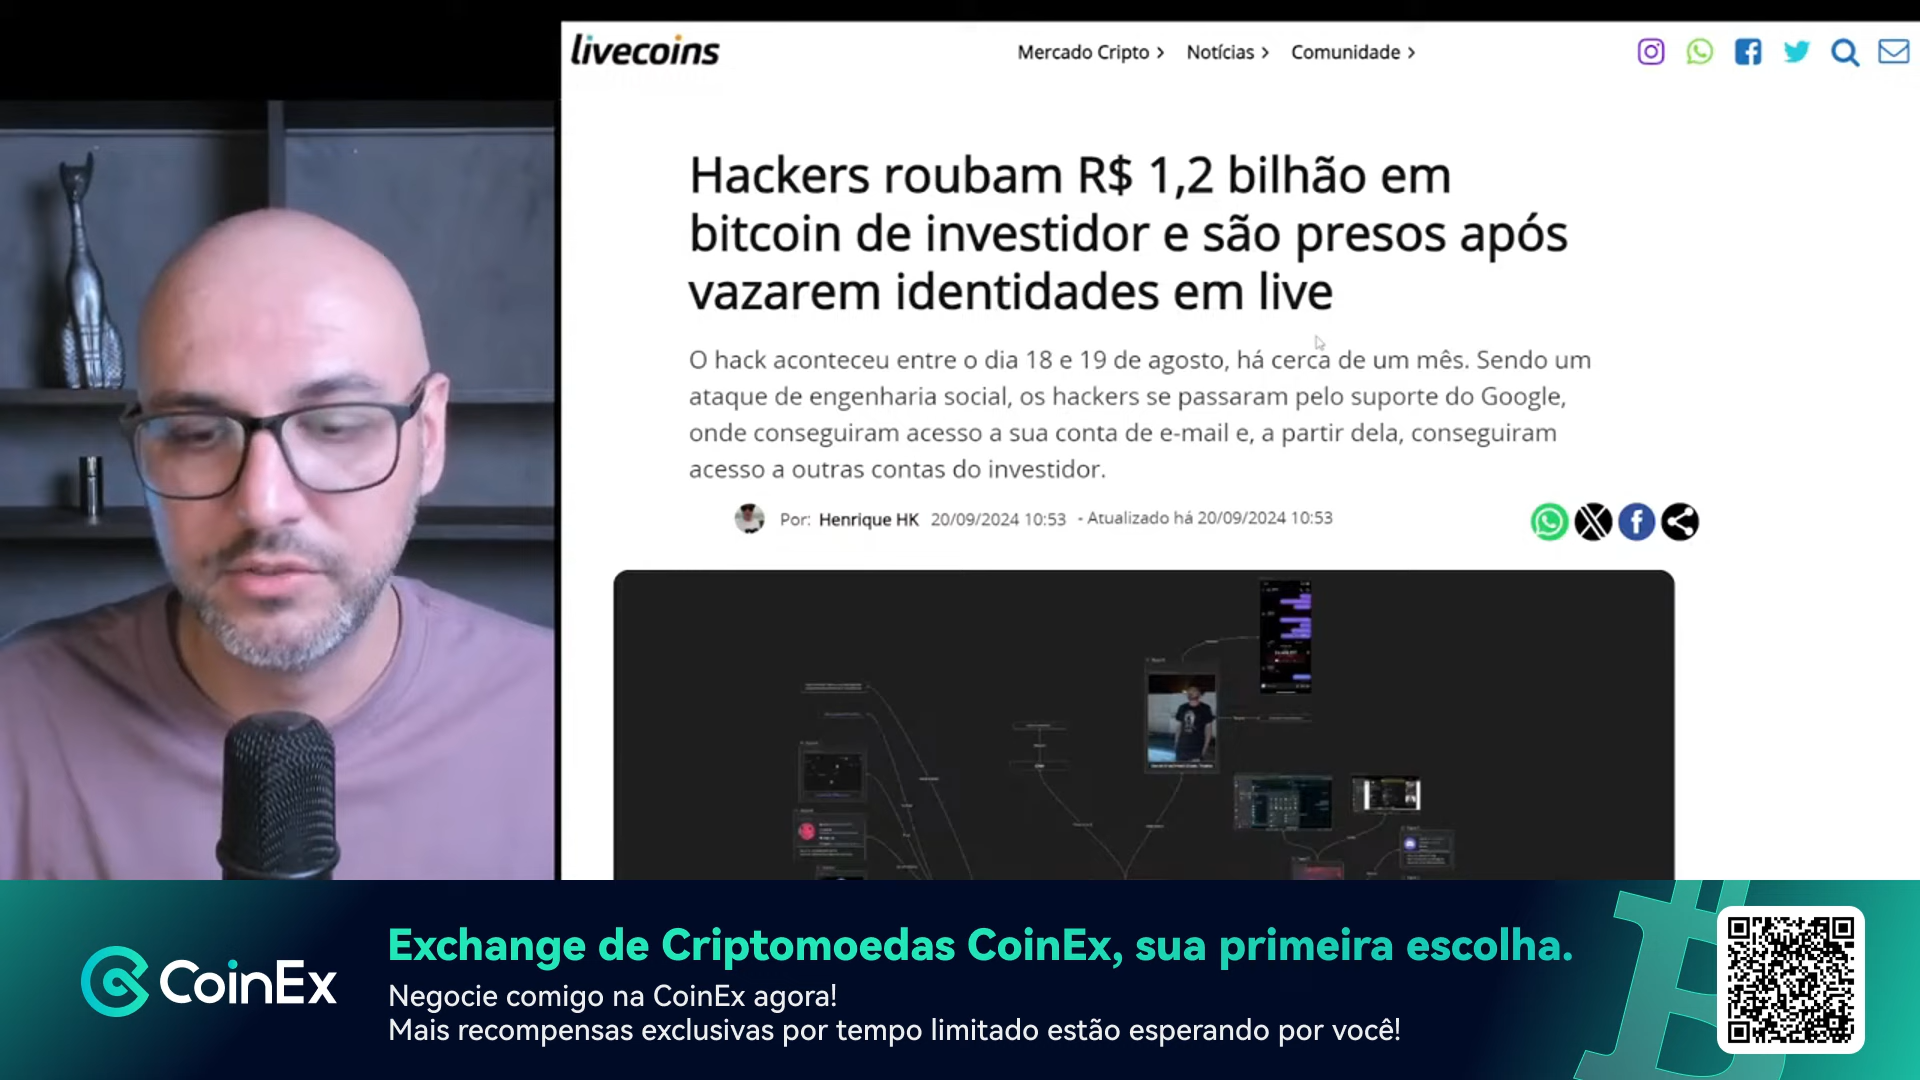 livecoins
Mercado Cripto
Notícias
Comunidade
Hackers roubam R$ 1,2 bilhão em
bitcoin de investidor e são presos após
vazarem identidades em live
O hack aconteceu entre o dia 18 e 19 de agosto, há cerca de um mês. Sendo um
ataque de engenharia social, os hackers se passaram pelo suporte do Google,
onde conseguiram acesso a sua conta de e-mail e, a partir dela, conseguiram
acesso a outras contas do investidor.
Por: Henrique HK 20/09/2024 10:53 - Atualizado há 20/09/2024 10:53
CoinEx
Exchange de Criptomoedas CoinEx, sua primeira escolha.
Negocie comigo na CoinEx agora!
Mais recompensas exclusivas por tempo limitado estão esperando por você!